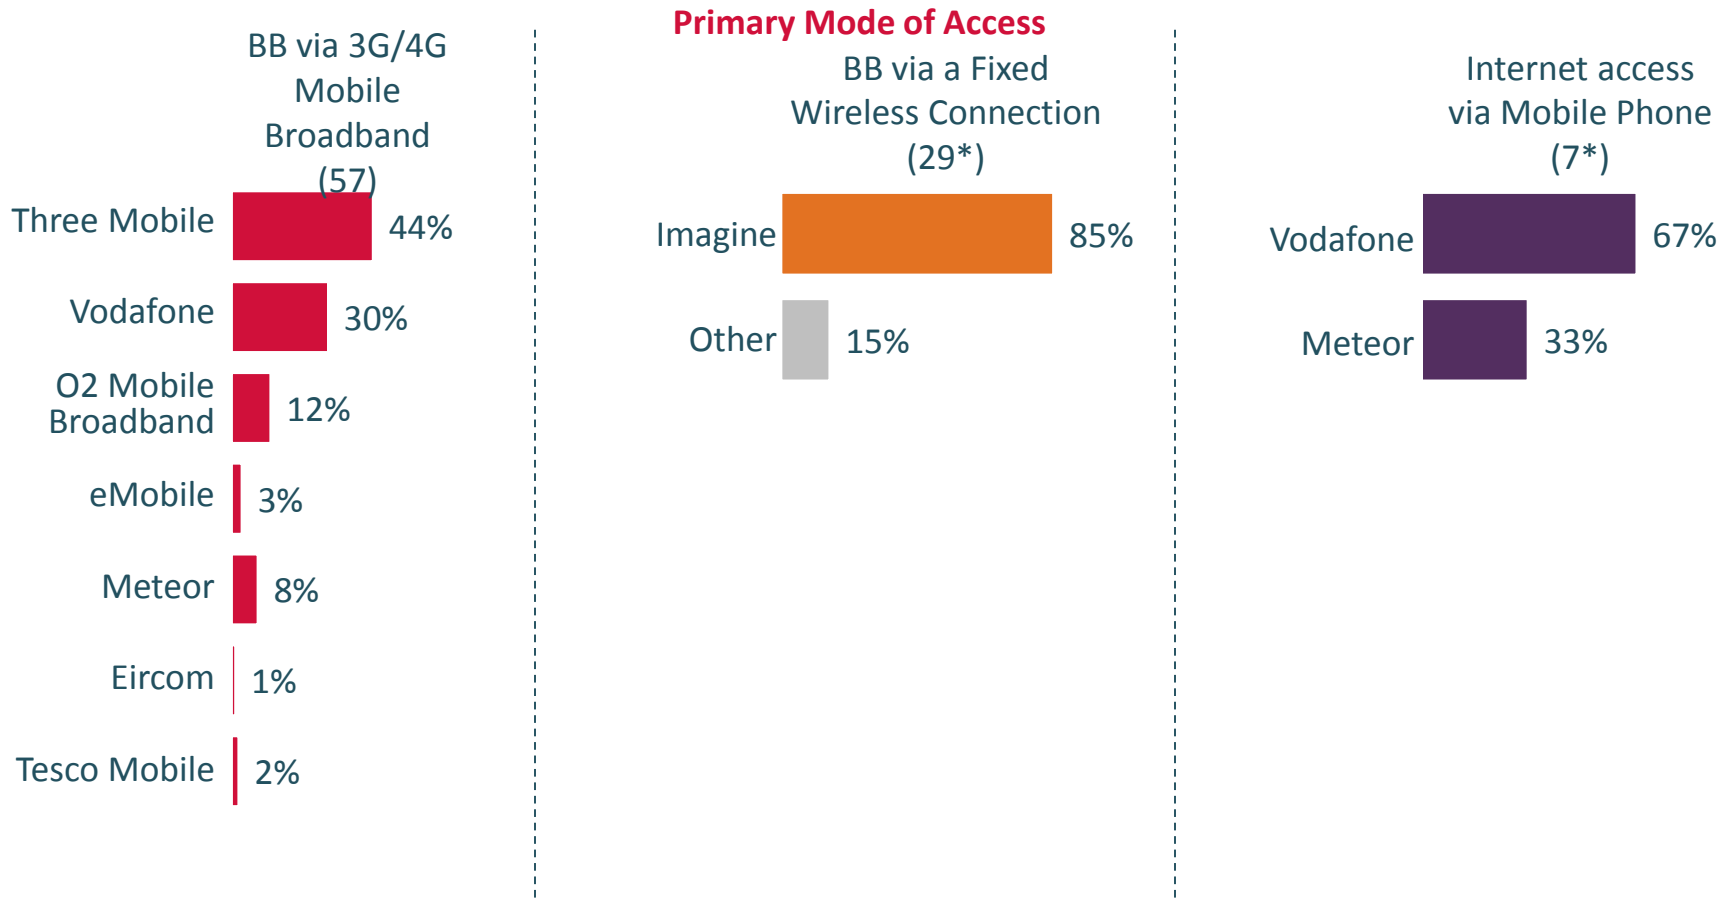 Primary Mode of Access
BB via 3G/4G
Mobile
Broadband
(57)
Three Mobile 44%
Vodafone 30%
O2 Mobile
Broadband 12%
eMobile 3%
Meteor 8%
Eircom 1%
Tesco Mobile 2%
BB via a Fixed
Wireless Connection
(29*)
Imagine 85%
Other 15%
Internet access
via Mobile Phone
(7*)
Vodafone 67%
Meteor 33%